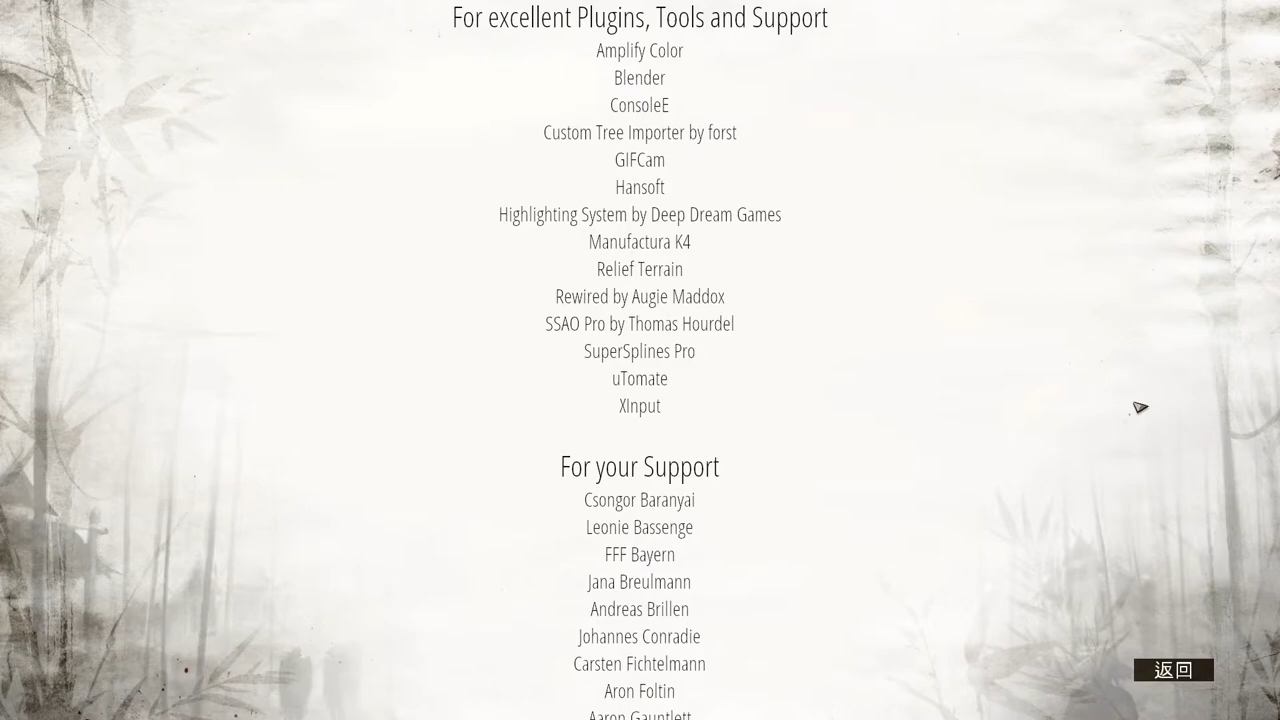 For excellent Plugins, Tools and Support
Amplify Color
Blender
ConsoleE
Custom Tree Importer by forst
GIFCam
Hansoft
Highlighting System by Deep Dream Games
Manufactura K4
Relief Terrain
Rewired by Augie Maddox
SSAO Pro by Thomas Hourdel
SuperSplines Pro
uTomate
XInput
For your Support
Csongor Baranyai
Leonie Bassenge
FFF Bayern
Jana Breulmann
Andreas Brillen
Johannes Conradie
Carsten Fichtelmann
返回
Aron Foltin
Aaron Gauntlett